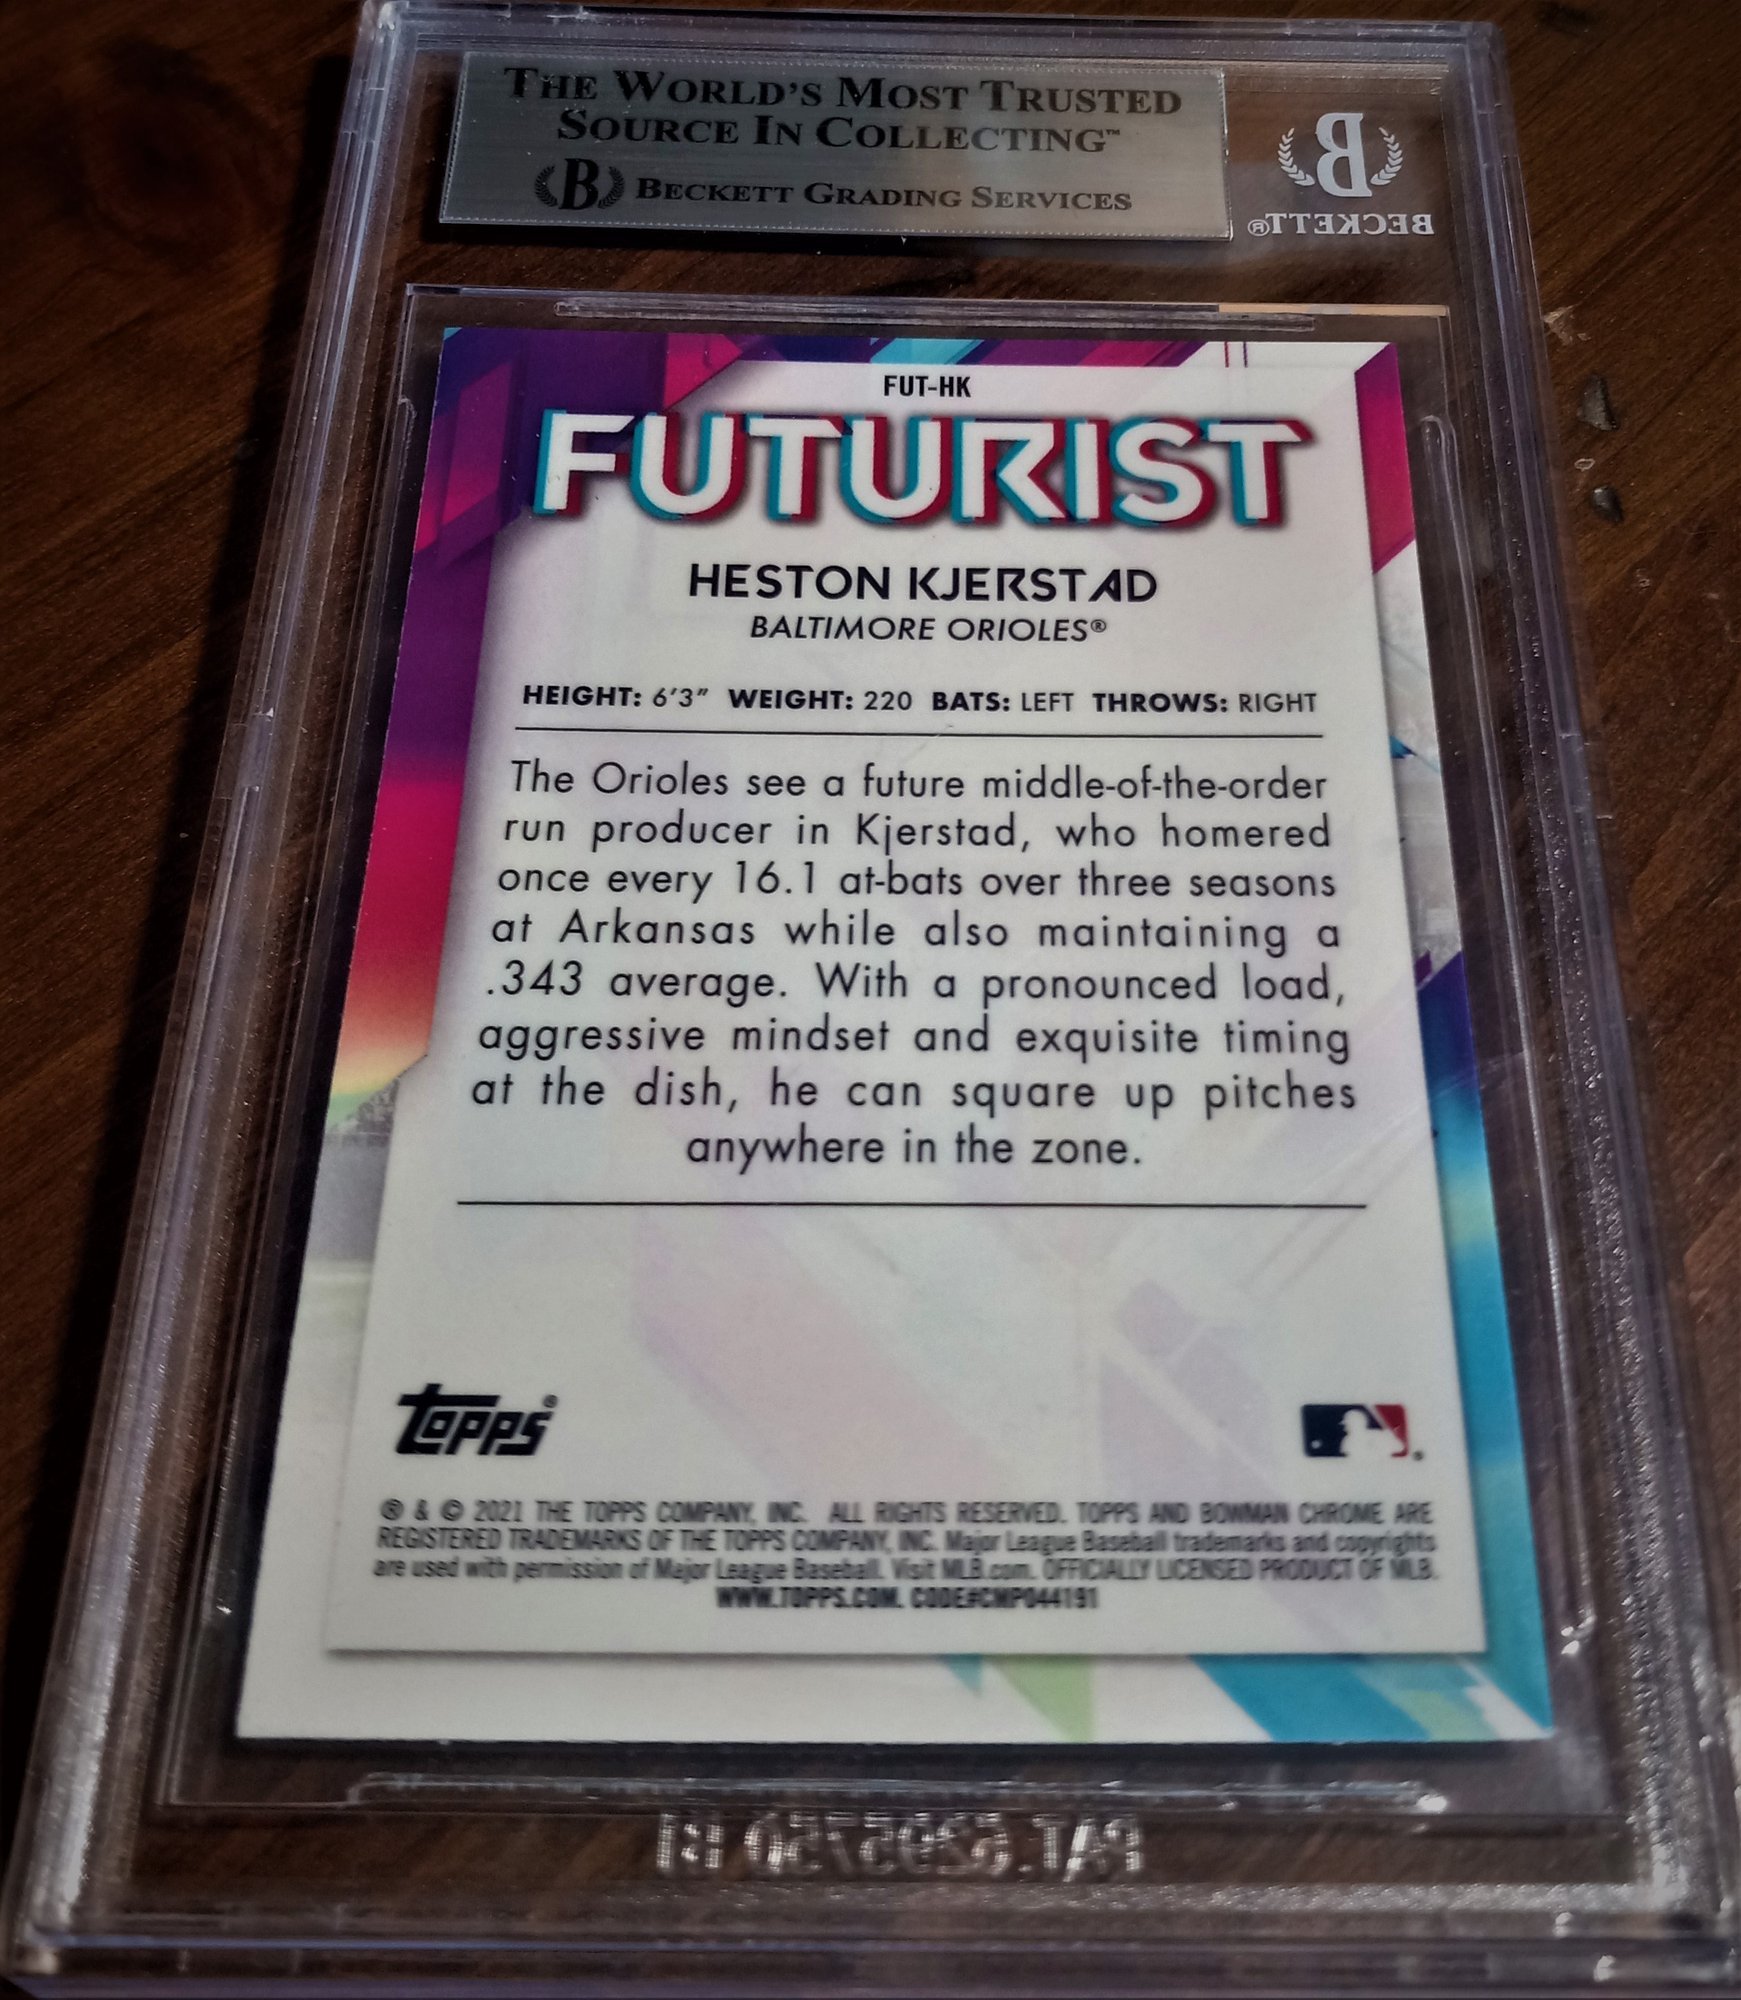 THE WORLD'S MOST TRUSTED
SOURCE IN COLLECTING™
B BECKETT GRADING SERVICES
B
BECKETT®
FUT-HK
FUTURIST
HESTON KJERSTAD
BALTIMORE ORIOLES®
HEIGHT: 6'3" WEIGHT: 220 BATS: LEFT THROWS: RIGHT
The Orioles see a future middle-of-the-order
run producer in Kjerstad, who homered
once every 16.1 at-bats over three seasons
at Arkansas while also maintaining a
.343 average. With a pronounced load,
aggressive mindset and exquisite timing
at the dish, he can square up pitches
anywhere in the zone.
topps®
® & © 2021 THE TOPPS COMPANY, INC. ALL RIGHTS RESERVED. TOPPS AND BOWMAN CHROME ARE
REGISTERED TRADEMARKS OF THE TOPPS COMPANY, INC. Major League Baseball trademarks and copyrights
are used with permission of Major League Baseball. Visit MLB.com. OFFICIALLY LICENSED PRODUCT OF MLB.
WWW.TOPPS.COM. CODE#CMP044191
PAT. 6295750 B1